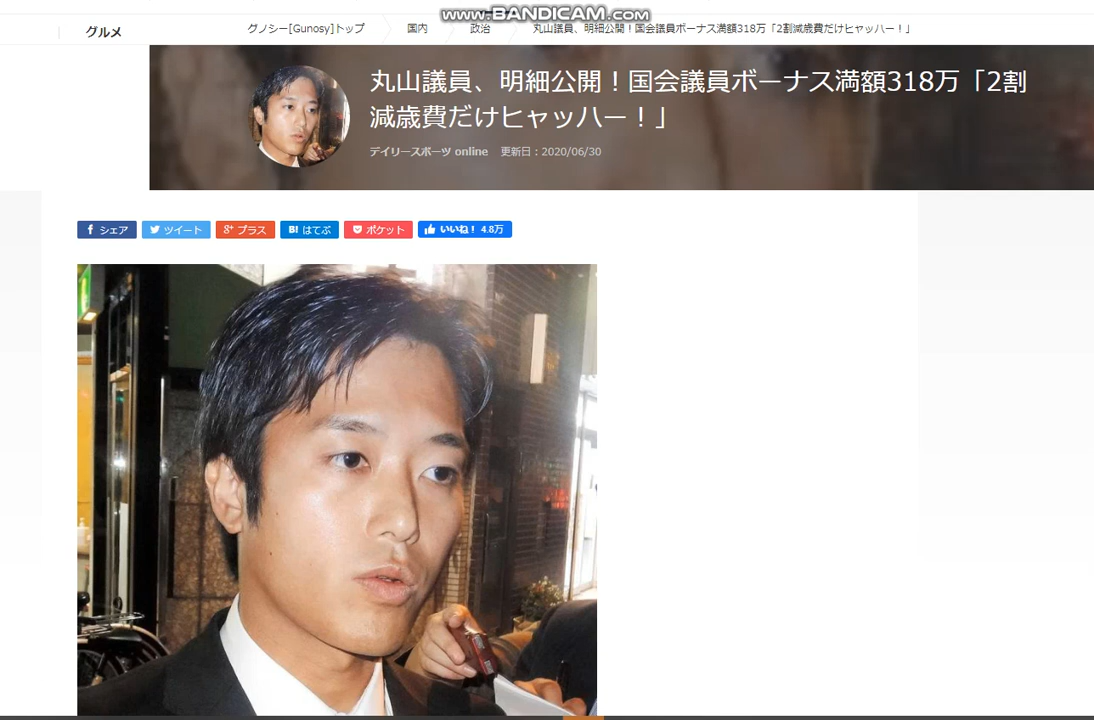 www.BANDICAM.com
グルメ
グノシー[Gunosy]トップ 国内 政治 丸山議員、明細公開！国会議員ボーナス満額318万「2割減歳費だけヒャッハー！」
丸山議員、明細公開！国会議員ボーナス満額318万「2割
減歳費だけヒャッハー！」
デイリースポーツ online 更新日：2020/06/30
シェア ツイート 8+ プラス B! はてぶ ポケット いいね！ 4.8万